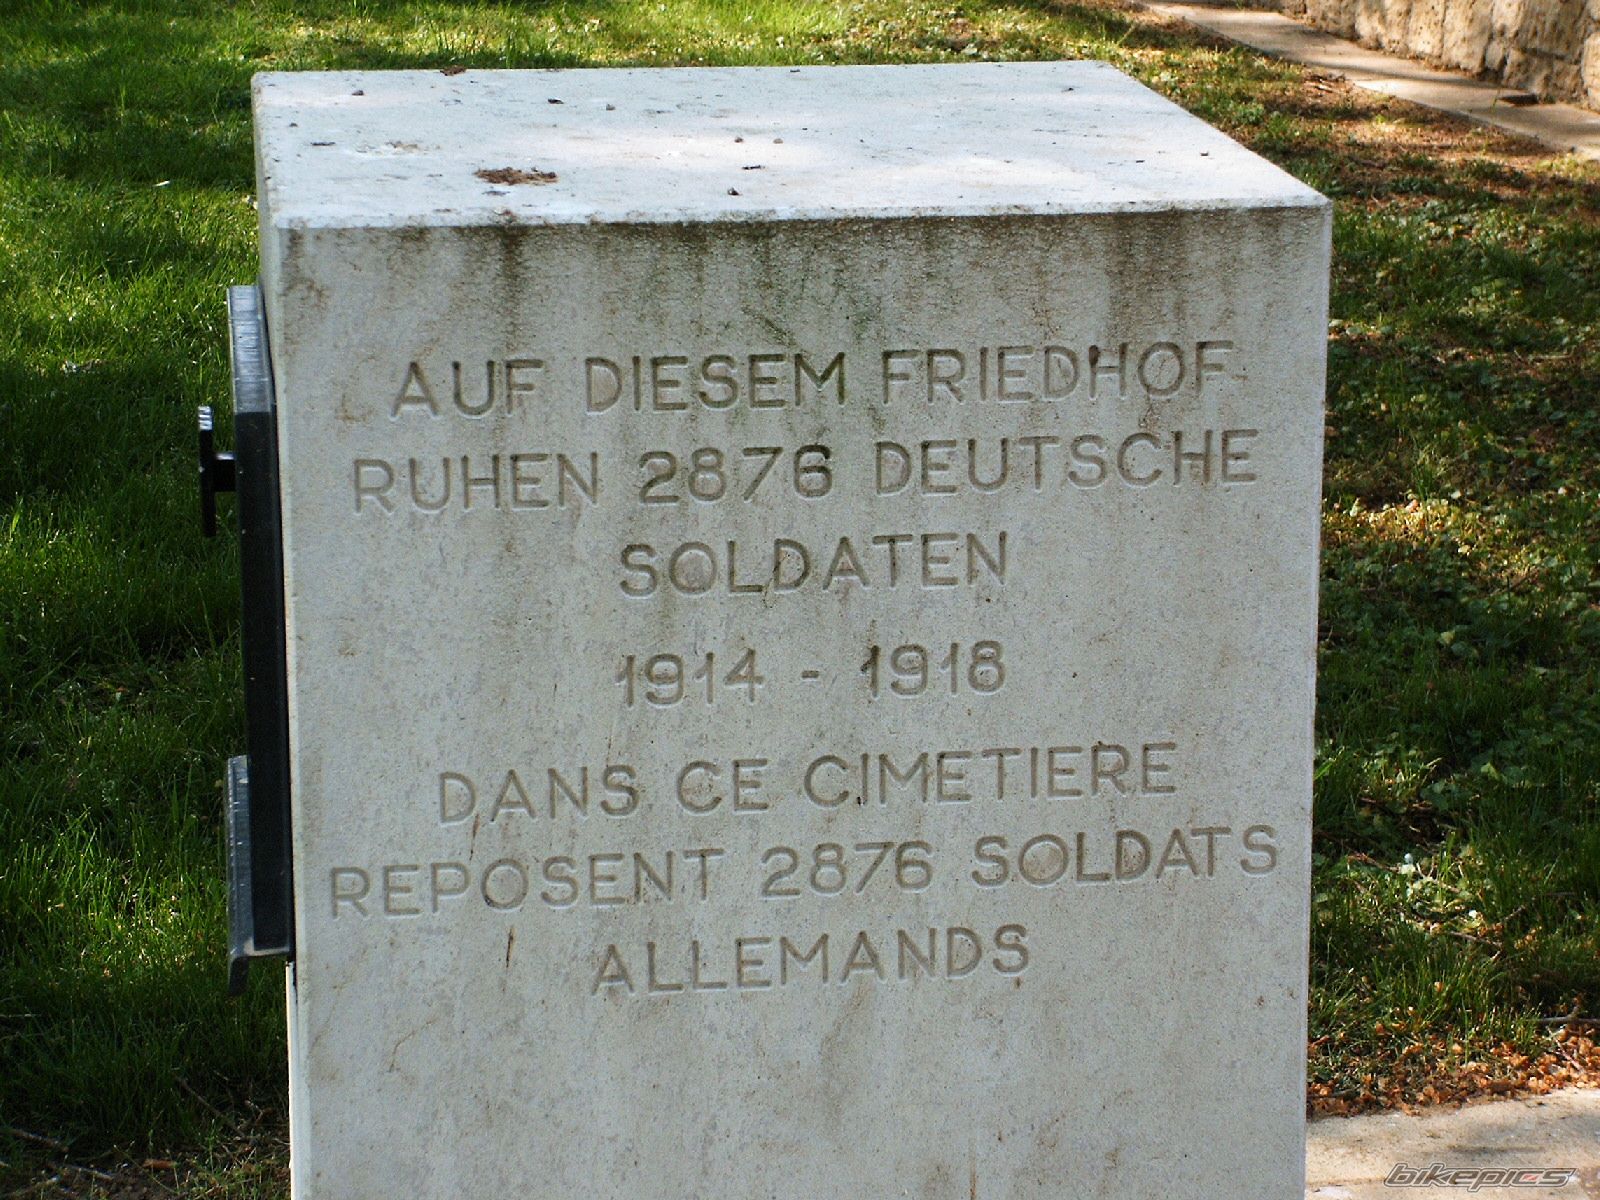 AUF DIESEM FRIEDHOF
RUHEN 2876 DEUTSCHE
SOLDATEN
1914 - 1918
DANS CE CIMETIERE
REPOSENT 2876 SOLDATS
ALLEMANDS
bikepics